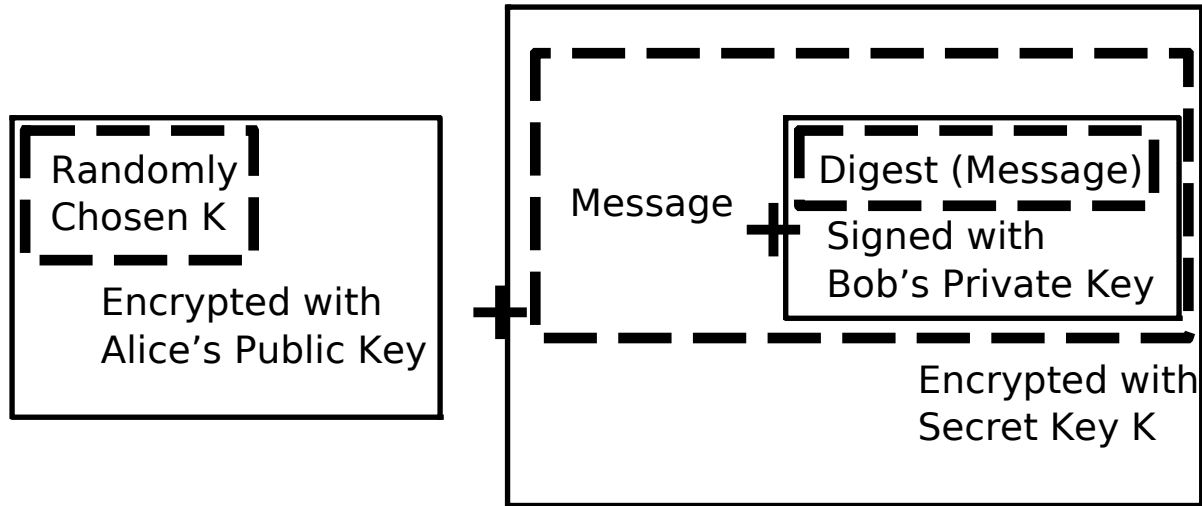 Randomly
Chosen K
Encrypted with
Alice’s Public Key
+
Message
+
Digest (Message)
Signed with
Bob’s Private Key
Encrypted with
Secret Key K